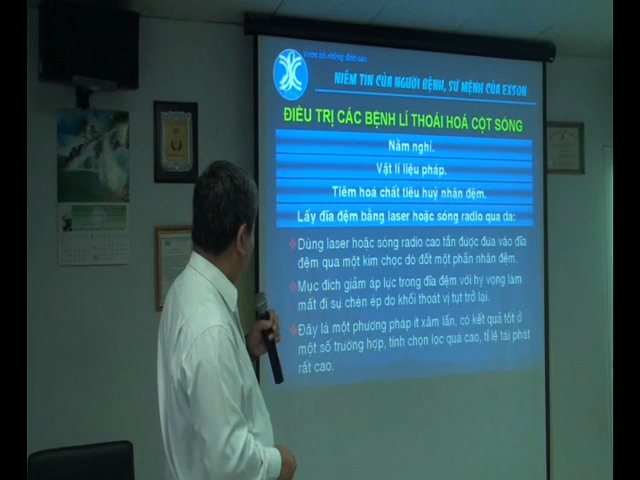 Vươn tới những đỉnh cao
NIỀM TIN CỦA NGƯỜI BỆNH, SỨ MỆNH CỦA EXSON
ĐIỀU TRỊ CÁC BỆNH LÍ THOÁI HOÁ CỘT SỐNG
Nằm nghỉ.
Vật lí liệu pháp.
Tiêm hoá chất tiêu huỷ nhân đệm.
Lấy đĩa đệm bằng laser hoặc sóng radio qua da:
Dùng laser hoặc sóng radio cao tần được đưa vào đĩa
đệm qua một kim chọc dò đốt một phần nhân đệm.
Mục đích giảm áp lực trong đĩa đệm với hy vọng làm
mất đi sự chèn ép do khối thoát vị tụt trở lại.
Đây là một phương pháp ít xâm lấn, có kết quả tốt ở
một số trường hợp, tính chọn lọc quá cao, tỉ lệ tái phát
rất cao.